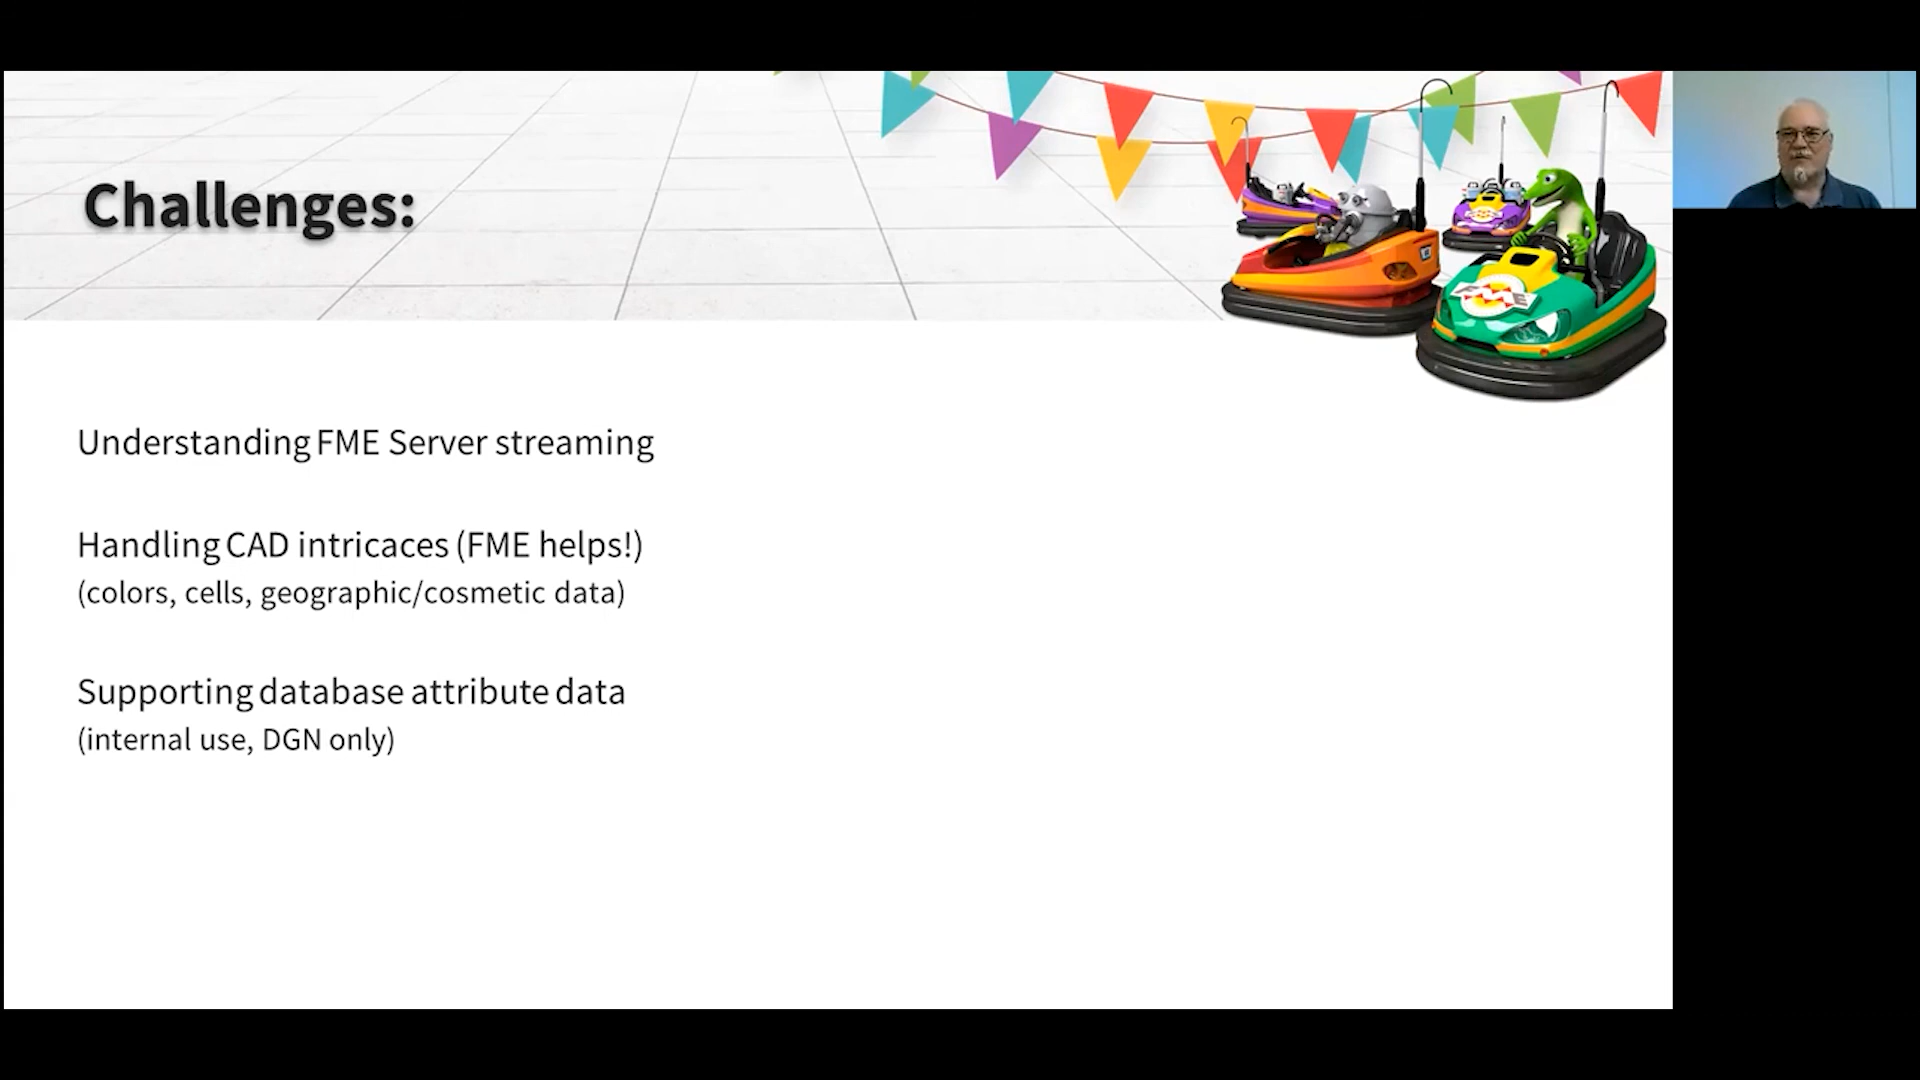 Challenges:
Understanding FME Server streaming
Handling CAD intricaces (FME helps!)
(colors, cells, geographic/cosmetic data)
Supporting database attribute data
(internal use, DGN only)
FME